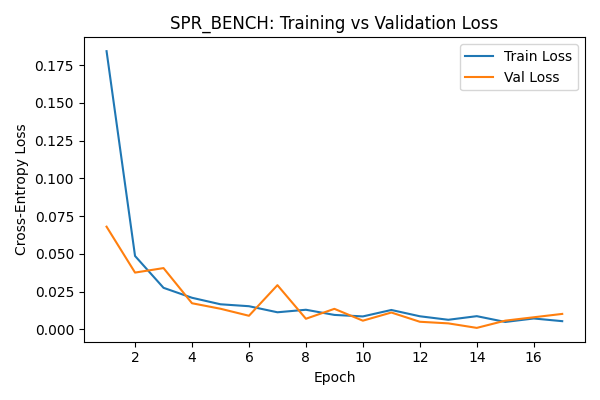 SPR_BENCH: Training vs Validation Loss
Train Loss
Val Loss
Cross-Entropy Loss
0.175
0.150
0.125
0.100
0.075
0.050
0.025
0.000
2 4 6 8 10 12 14 16
Epoch